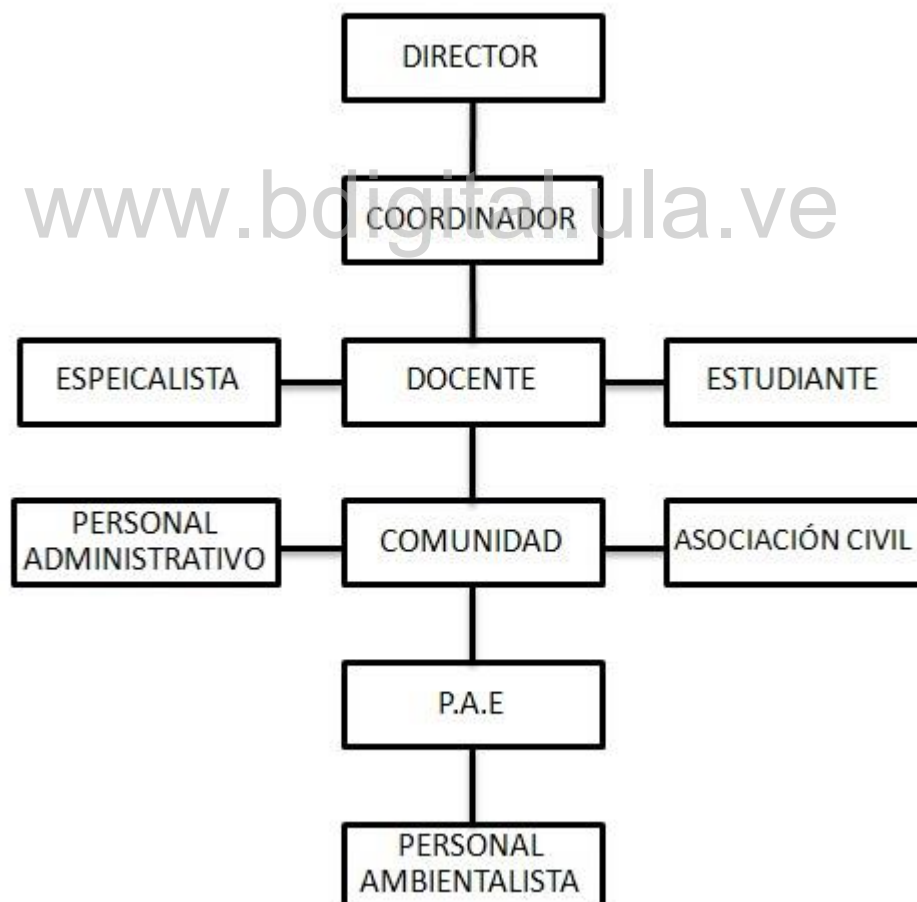 DIRECTOR
www.bdigital.ula.ve
COORDINADOR
ESPEICALISTA
DOCENTE
ESTUDIANTE
PERSONAL
ADMINISTRATIVO
COMUNIDAD
ASOCIACIÓN CIVIL
P.A.E
PERSONAL
AMBIENTALISTA